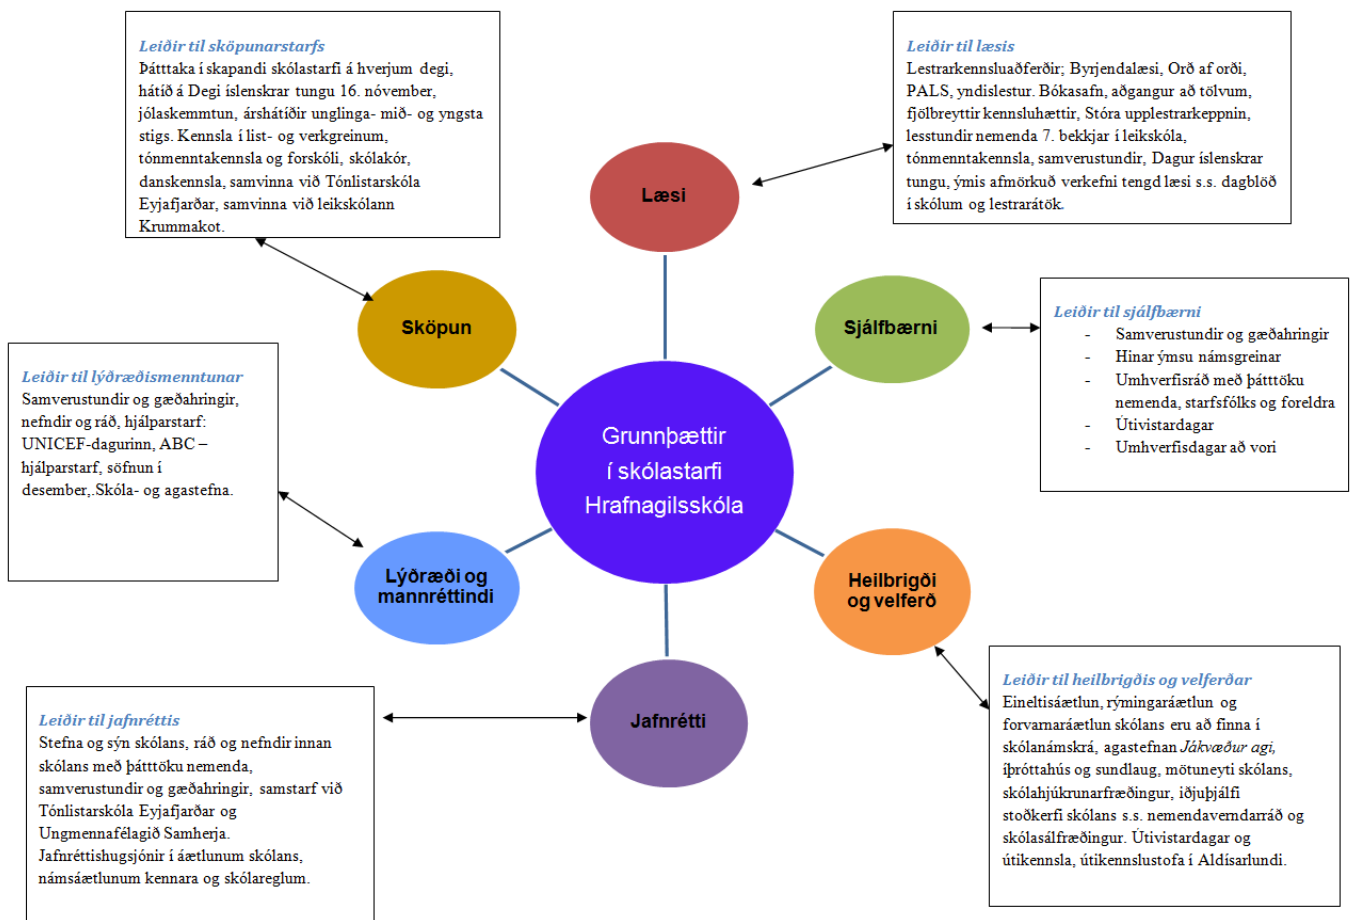 Leiðir til sköpunarstarfs
Þátttaka í skapandi skólastarfi á hverjum degi,
hátíð á Degi íslenskrar tungu 16. nóvember,
jólaskemmtun, árshátíðir unglinga- mið- og yngsta
stigs. Kennsla í list- og verkgreinum,
tónmenntakennsla og forskóli, skólakór,
danskennsla, samvinna við Tónlistarskóla
Eyjafjarðar, samvinna við leikskólann
Krummakot.
Leiðir til læsis
Lestrarkennsluaðferðir; Byrjendalæsi, Orð af orði,
PALS, yndislestur. Bókasafn, aðgangur að tölvum,
fjölbreyttir kennsluhættir, Stóra upplestrarkeppnin,
lesstundir nemenda 7. bekkjar í leikskóla,
tónmenntakennsla, samverustundir, Dagur íslenskrar
tungu, ýmis afmörkuð verkefni tengd læsi s.s. dagblöð
í skólum og lestrarátök.
Læsi
Sköpun
Sjálfbærni
Leiðir til sjálfbærni
- Samverustundir og gæðahringir
- Hinar ýmsu námsgreinar
- Umhverfisráð með þátttöku
nemenda, starfsfólks og foreldra
- Útivistardagar
- Umhverfisdagar að vori
Leiðir til lýðræðismenntunar
Samverustundir og gæðahringir,
nefndir og ráð, hjálparstarf:
UNICEF-dagurinn, ABC –
hjálparstarf, söfnun í
desember,.Skóla- og agastefna.
Grunnþættir
í skólastarfi
Hrafnagilsskóla
Lýðræði og
mannréttindi
Heilbrigði
og velferð
Jafnrétti
Leiðir til jafnréttis
Stefna og sýn skólans, ráð og nefndir innan
skólans með þátttöku nemenda,
samverustundir og gæðahringir, samstarf við
Tónlistarskóla Eyjafjarðar og
Ungmennafélagið Samherja.
Jafnréttishugsjónir í áætlunum skólans,
námsáætlunum kennara og skólareglum.
Leiðir til heilbrigðis og velferðar
Eineltisáætlun, rýmingaráætlun og
forvarnaráætlun skólans eru að finna í
skólanámskrá, agastefnan Jákvæður agi,
íþróttahús og sundlaug, mötuneyti skólans,
skólahjúkrunarfræðingur, iðjuþjálfi
stoðkerfi skólans s.s. nemendaverndarráð og
skólasálfræðingur. Útivistardagar og
útikennsla, útikennslustofa í Aldísarlundi.